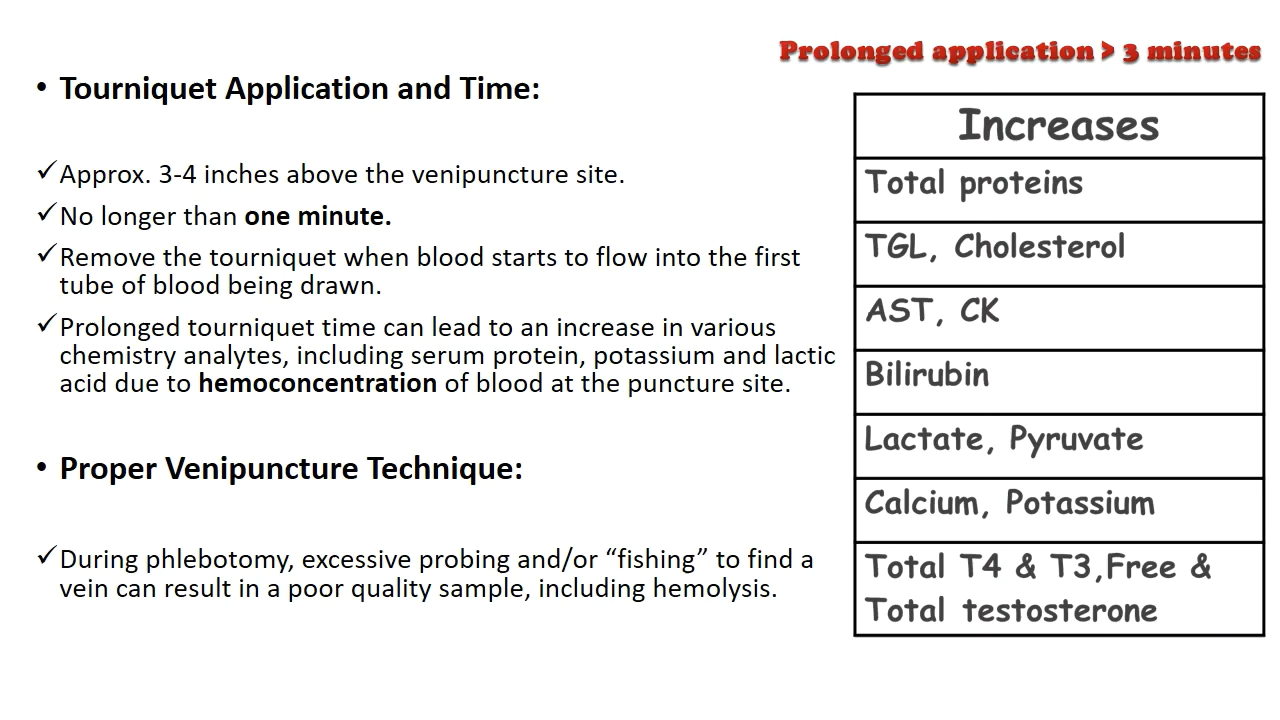 Prolonged application > 3 minutes
• Tourniquet Application and Time:
✓Approx. 3-4 inches above the venipuncture site.
✓No longer than one minute.
✓Remove the tourniquet when blood starts to flow into the first
tube of blood being drawn.
✓Prolonged tourniquet time can lead to an increase in various
chemistry analytes, including serum protein, potassium and lactic
acid due to hemoconcentration of blood at the puncture site.
• Proper Venipuncture Technique:
✓During phlebotomy, excessive probing and/or “fishing” to find a
vein can result in a poor quality sample, including hemolysis.
Increases
Total proteins
TGL, Cholesterol
AST, CK
Bilirubin
Lactate, Pyruvate
Calcium, Potassium
Total T4 & T3,Free &
Total testosterone